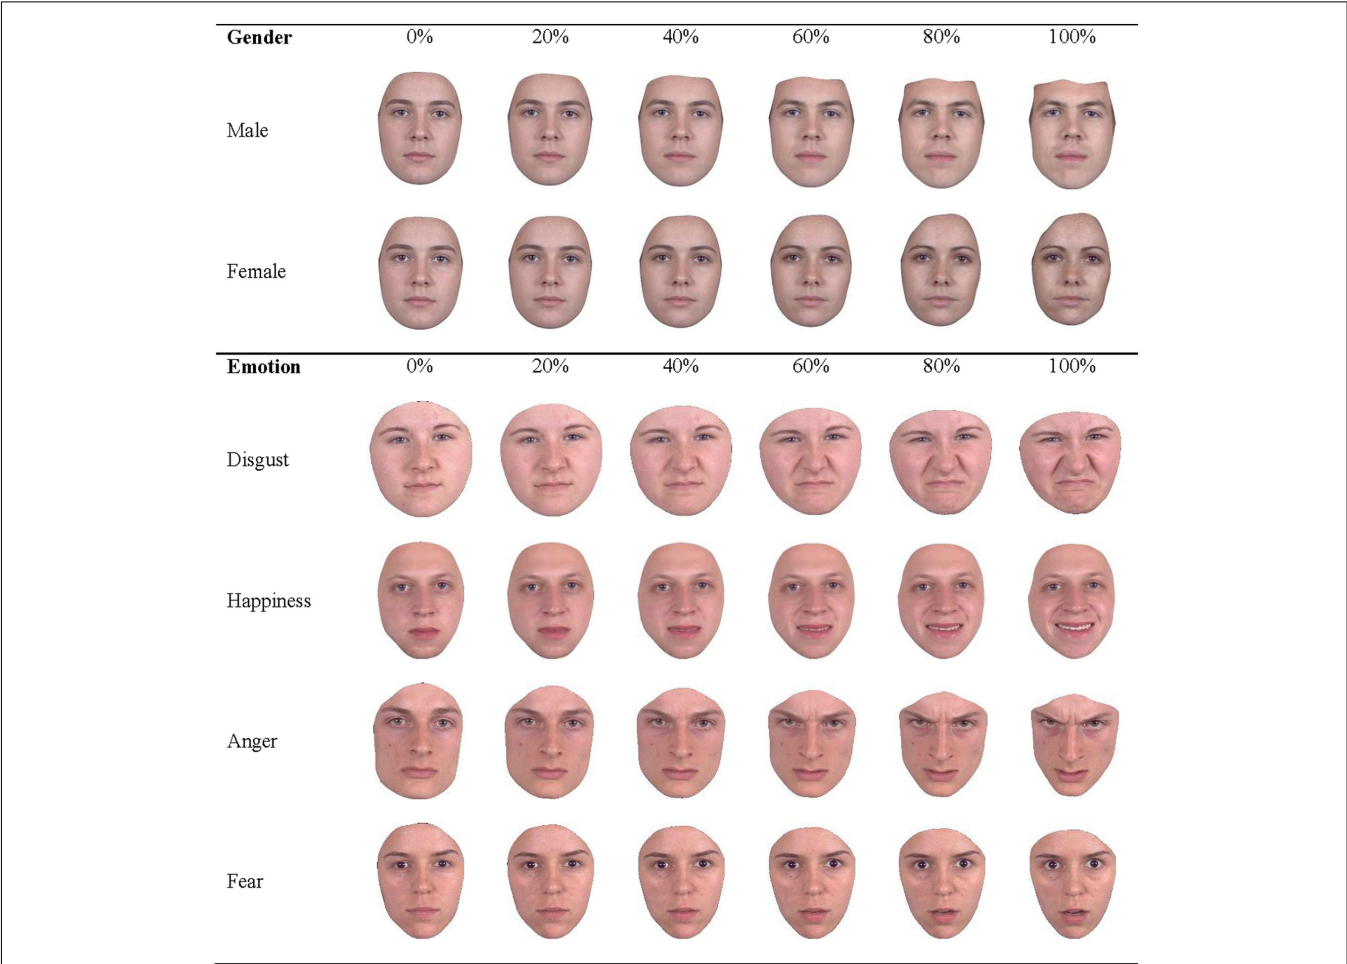 Gender 0% 20% 40% 60% 80% 100%
Male
Female
Emotion 0% 20% 40% 60% 80% 100%
Disgust
Happiness
Anger
Fear